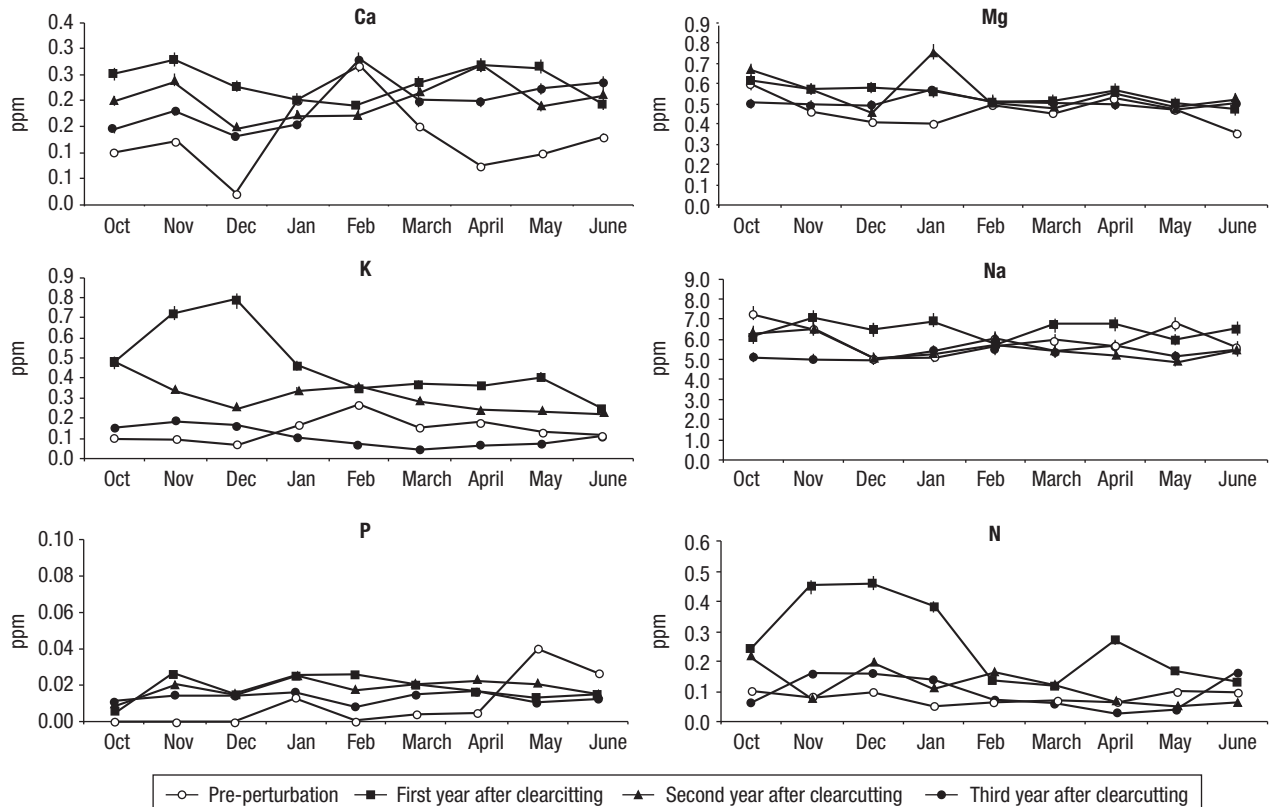 Ca
0.4
0.3
0.3
0.2
0.2
0.1
0.1
0.0
ppm
Oct Nov Dec Jan Feb March April May June
Mg
0.9
0.8
0.7
0.6
0.5
0.4
0.3
0.2
0.1
0.1
0.0
ppm
Oct Nov Dec Jan Feb March April May June
K
0.9
0.8
0.7
0.6
0.5
0.4
0.3
0.2
0.1
0.0
ppm
Oct Nov Dec Jan Feb March April May June
Na
9.0
8.0
7.0
6.0
5.0
4.0
3.0
2.0
1.0
0.0
ppm
Oct Nov Dec Jan Feb March April May June
P
0.10
0.08
0.06
0.04
0.02
0.00
ppm
Oct Nov Dec Jan Feb March April May June
N
0.6
0.5
0.4
0.3
0.2
0.1
0.0
ppm
Oct Nov Dec Jan Feb March April May June
Pre-perturbation First year after clearcitting Second year after clearcutting Third year after clearcutting